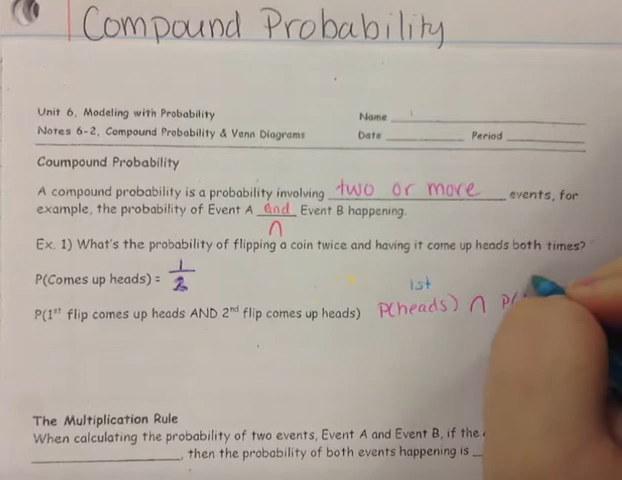 Compound Probability
Unit 6, Modeling with Probability Name
Notes 6-2, Compound Probability & Venn Diagrams Date Period
Coumpound Probability
A compound probability is a probability involving two or more events, for
example, the probability of Event A and Event B happening.
∩
Ex. 1) What's the probability of flipping a coin twice and having it come up heads both times?
P(Comes up heads) = 1/2
1st
P(1st flip comes up heads AND 2nd flip comes up heads) P(heads) ∩ P(
The Multiplication Rule
When calculating the probability of two events, Event A and Event B, if the
, then the probability of both events happening is